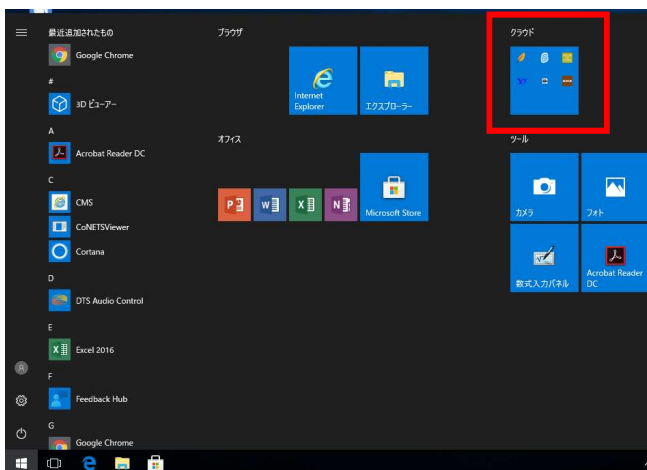 最近追加されたもの
Google Chrome
#
3D ビューアー
A
Acrobat Reader DC
C
CMS
CoNETSViewer
Cortana
D
DTS Audio Control
E
Excel 2016
F
Feedback Hub
G
Google Chrome
ブラウザ
Internet Explorer
エクスプローラー
オフィス
Microsoft Store
クラウド
ツール
カメラ
フォト
数式入力パネル
Acrobat Reader
DC